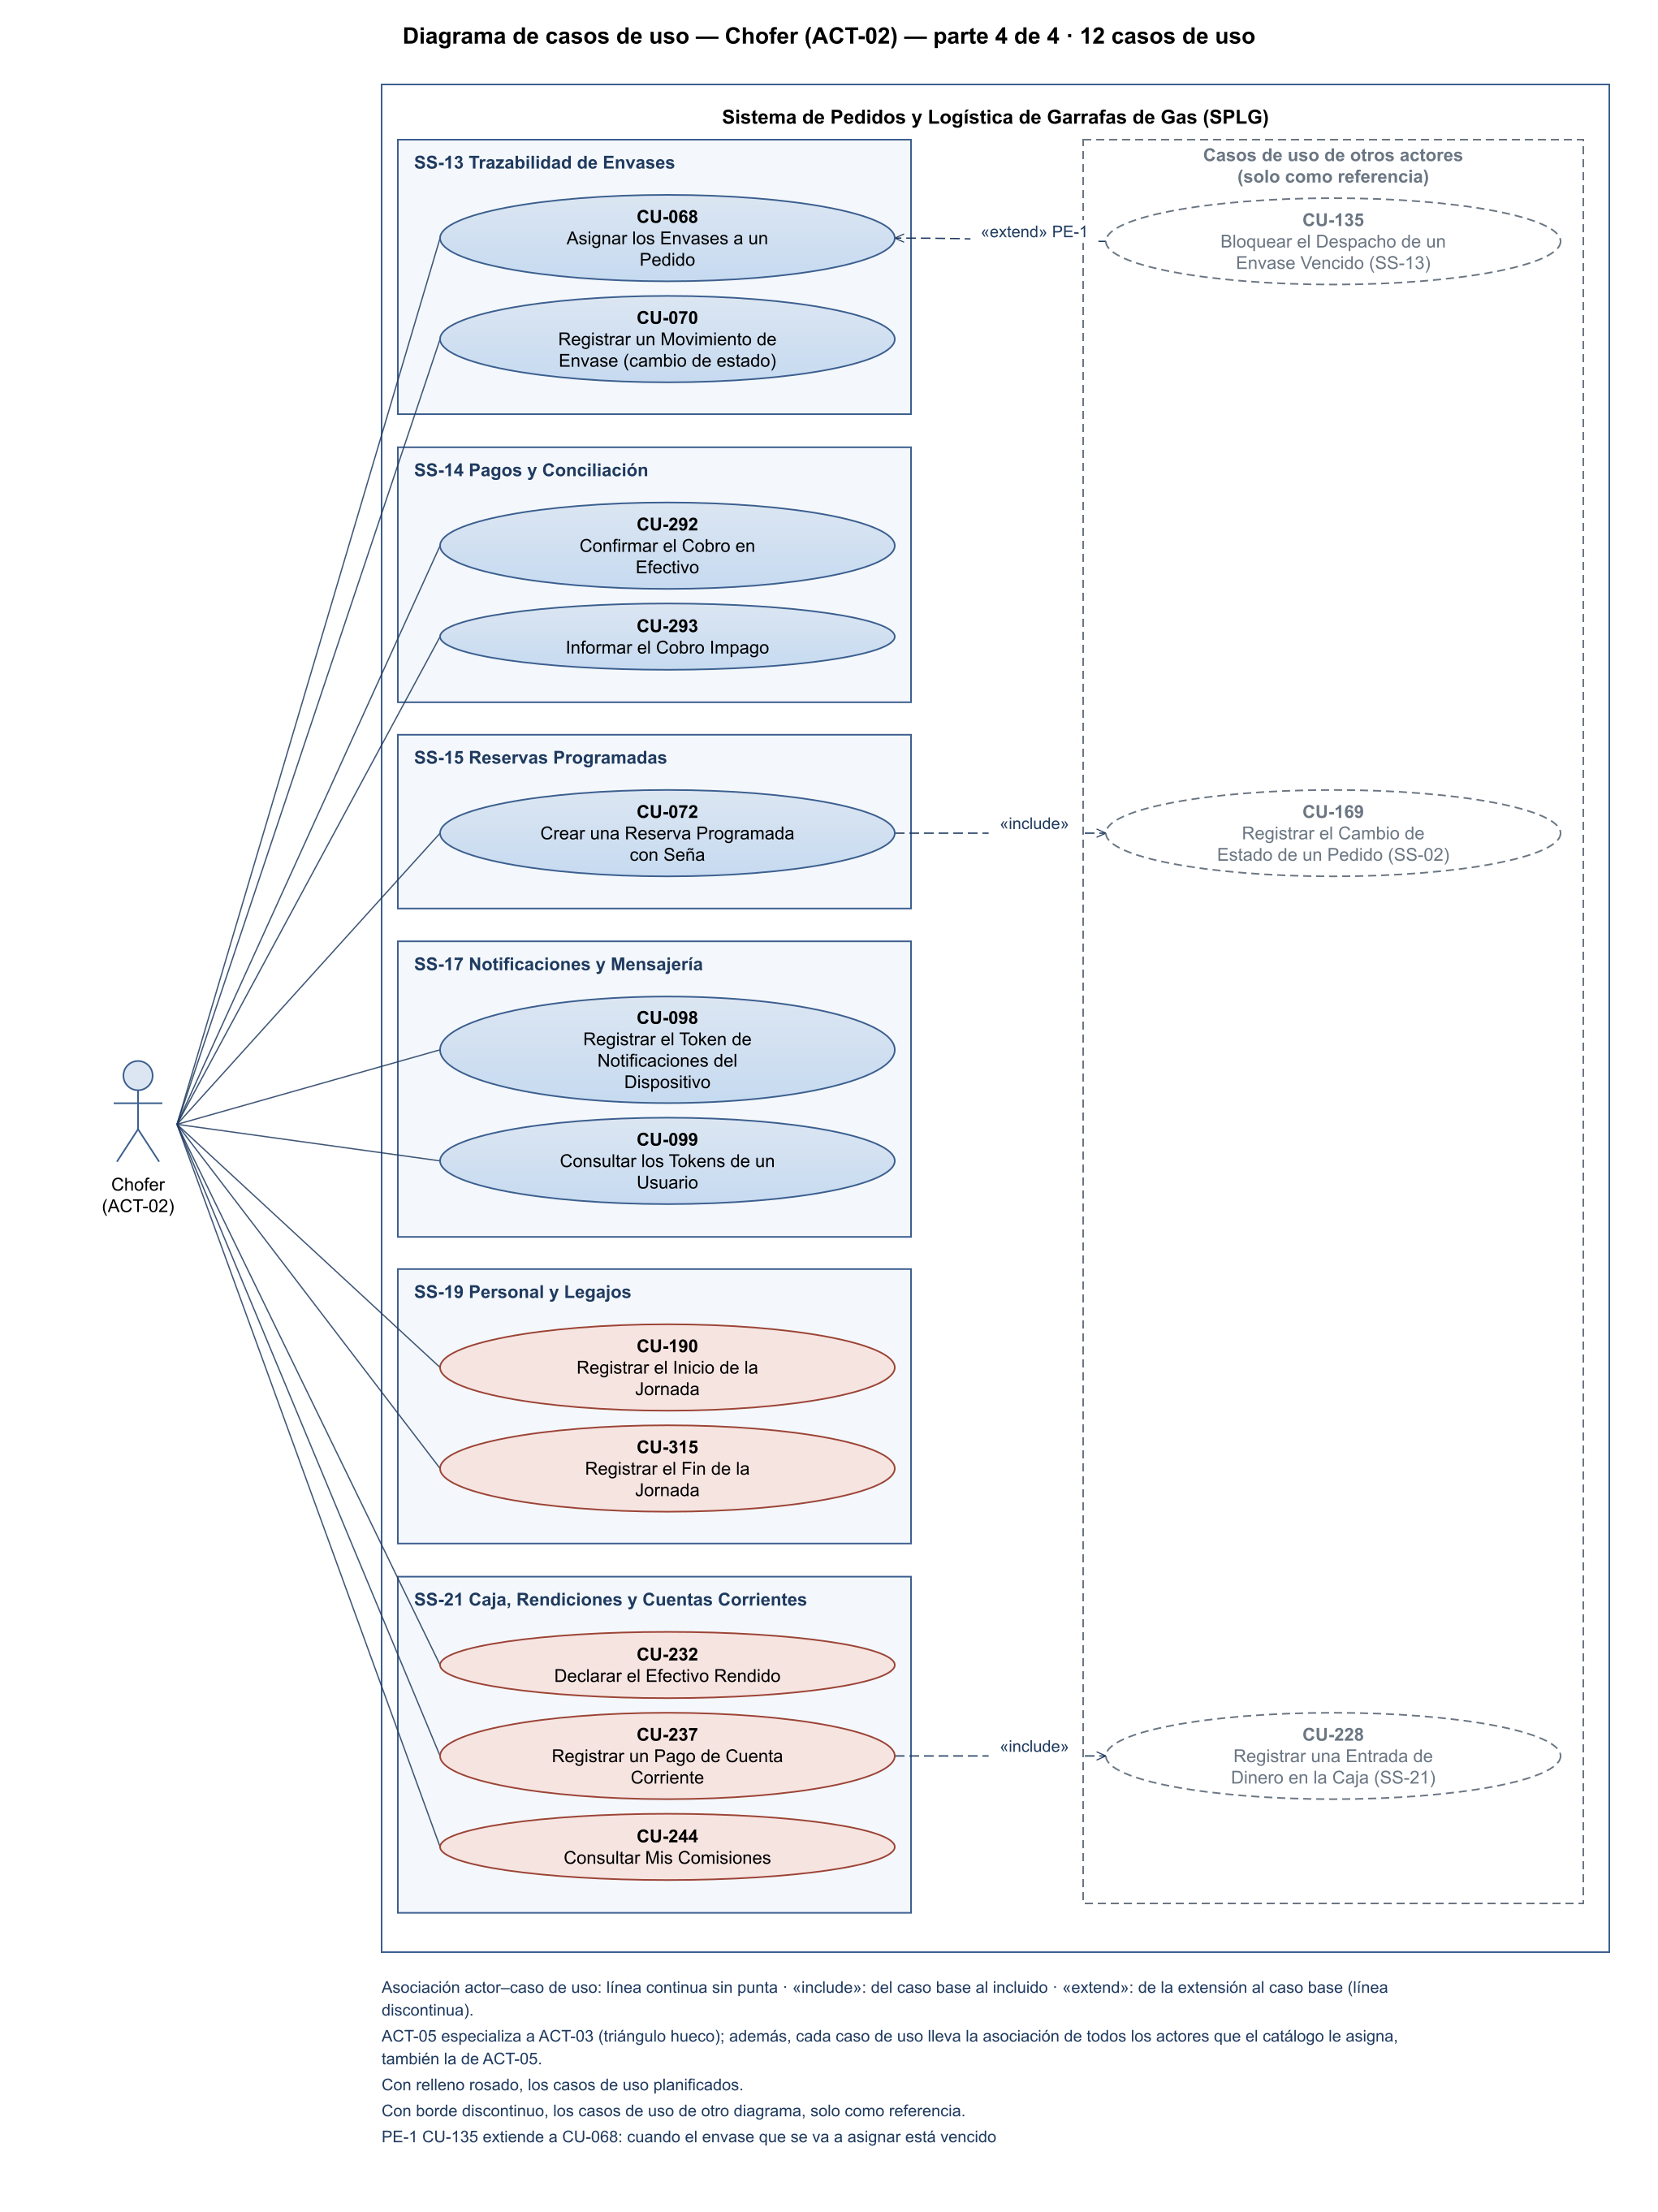 Diagrama de casos de uso — Chofer (ACT-02) — parte 4 de 4 · 12 casos de uso
Sistema de Pedidos y Logística de Garrafas de Gas (SPLG)
SS-13 Trazabilidad de Envases
CU-068
Asignar los Envases a un
Pedido
CU-070
Registrar un Movimiento de
Envase (cambio de estado)
«extend» PE-1
Casos de uso de otros actores
(solo como referencia)
CU-135
Bloquear el Despacho de un
Envase Vencido (SS-13)
SS-14 Pagos y Conciliación
CU-292
Confirmar el Cobro en
Efectivo
CU-293
Informar el Cobro Impago
SS-15 Reservas Programadas
CU-072
Crear una Reserva Programada
con Seña
«include»
CU-169
Registrar el Cambio de
Estado de un Pedido (SS-02)
SS-17 Notificaciones y Mensajería
CU-098
Registrar el Token de
Notificaciones del
Dispositivo
CU-099
Consultar los Tokens de un
Usuario
Chofer
(ACT-02)
SS-19 Personal y Legajos
CU-190
Registrar el Inicio de la
Jornada
CU-315
Registrar el Fin de la
Jornada
SS-21 Caja, Rendiciones y Cuentas Corrientes
CU-232
Declarar el Efectivo Rendido
CU-237
Registrar un Pago de Cuenta
Corriente
«include»
CU-228
Registrar una Entrada de
Dinero en la Caja (SS-21)
CU-244
Consultar Mis Comisiones
Asociación actor–caso de uso: línea continua sin punta · «include»: del caso base al incluido · «extend»: de la extensión al caso base (línea
discontinua).
ACT-05 especializa a ACT-03 (triángulo hueco); además, cada caso de uso lleva la asociación de todos los actores que el catálogo le asigna,
también la de ACT-05.
Con relleno rosado, los casos de uso planificados.
Con borde discontinuo, los casos de uso de otro diagrama, solo como referencia.
PE-1 CU-135 extiende a CU-068: cuando el envase que se va a asignar está vencido